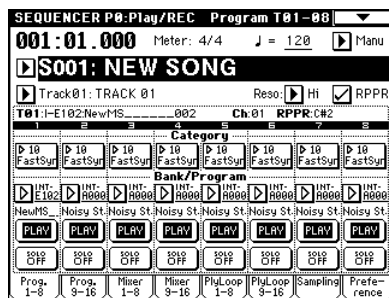 SEQUENCER P0:Play/REC Program T01-08
001:01.000 Meter: 4/4 ♩ = 120 Manu
S001: NEW SONG
Track01: TRACK 01 Reso: Hi RPPR
T01:I-E102:NewMS______002 Ch:01 RPPR:C#2
1 2 3 4 5 6 7 8
Category
10 10 10 10 10 10 10 10
FastSyn FastSyn FastSyn FastSyn FastSyn FastSyn FastSyn FastSyn
Bank/Program
INT- INT- INT- INT- INT- INT- INT- INT-
E102 A000 A000 A000 A000 A000 A000 A000
NewMS_ Noisy St Noisy St Noisy St Noisy St Noisy St Noisy St Noisy St
PLAY PLAY PLAY PLAY PLAY PLAY PLAY PLAY
SOLO SOLO SOLO SOLO SOLO SOLO SOLO SOLO
OFF OFF OFF OFF OFF OFF OFF OFF
Prog. Prog. Mixer Mixer PlyLoop PlyLoop Sampling Prefe-
1-8 9-16 1-8 9-16 1-8 9-16 rence